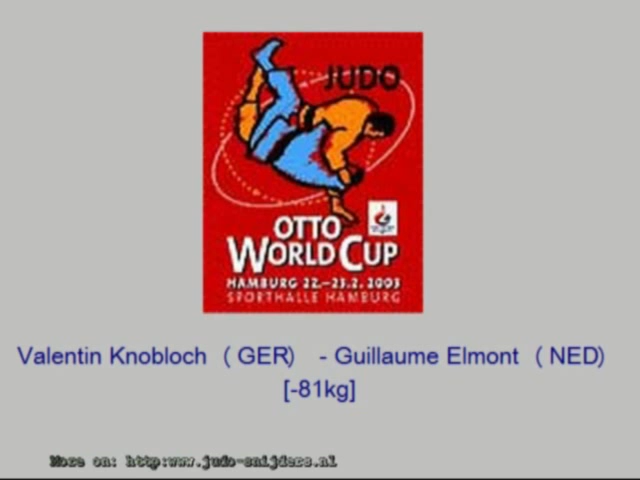 JUDO
OTTO
WORLD CUP
HAMBURG 22.-23.2.2003
SPORTHALLE HAMBURG
Valentin Knobloch ( GER) - Guillaume Elmont ( NED)
[-81kg]
More on: http:www.judo-snijders.nl